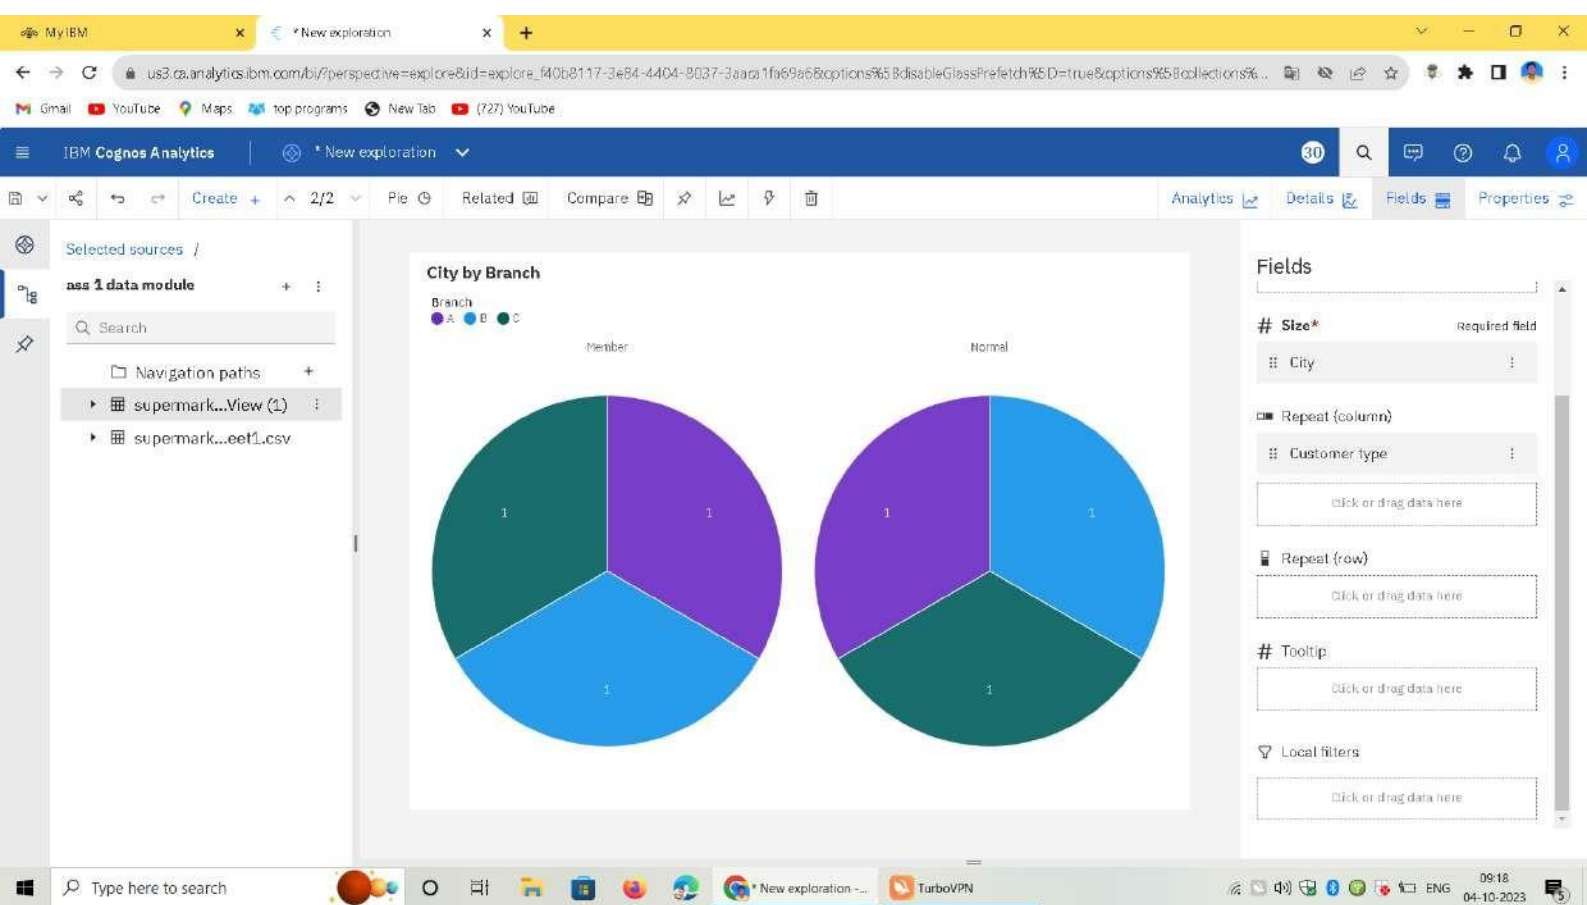 MyIBM
* New exploration
us3.ca.analytics.ibm.com/bi/?perspective=explore&id=explore_f40b8117-3e84-4404-8037-3aaca1fa69a6&options%5BdisableGlassPrefetch%5D=true&options%5Bcollections%...
Gmail YouTube Maps top programs New Tab (727) YouTube
IBM Cognos Analytics * New exploration 30
Create + 2/2 Pie Related Compare Analytics Details Fields Properties
Selected sources /
ass 1 data module
Search
Navigation paths
supermark...View (1)
supermark...eet1.csv
City by Branch
Branch
A B C
Member Normal
1 1 1 1
1 1
Fields
# Size* Required field
City
Repeat (column)
Customer type
Click or drag data here
Repeat (row)
Click or drag data here
# Tooltip
Click or drag data here
Local filters
Click or drag data here
Type here to search
* New exploration -...
TurboVPN
ENG
09:18
04-10-2023
5